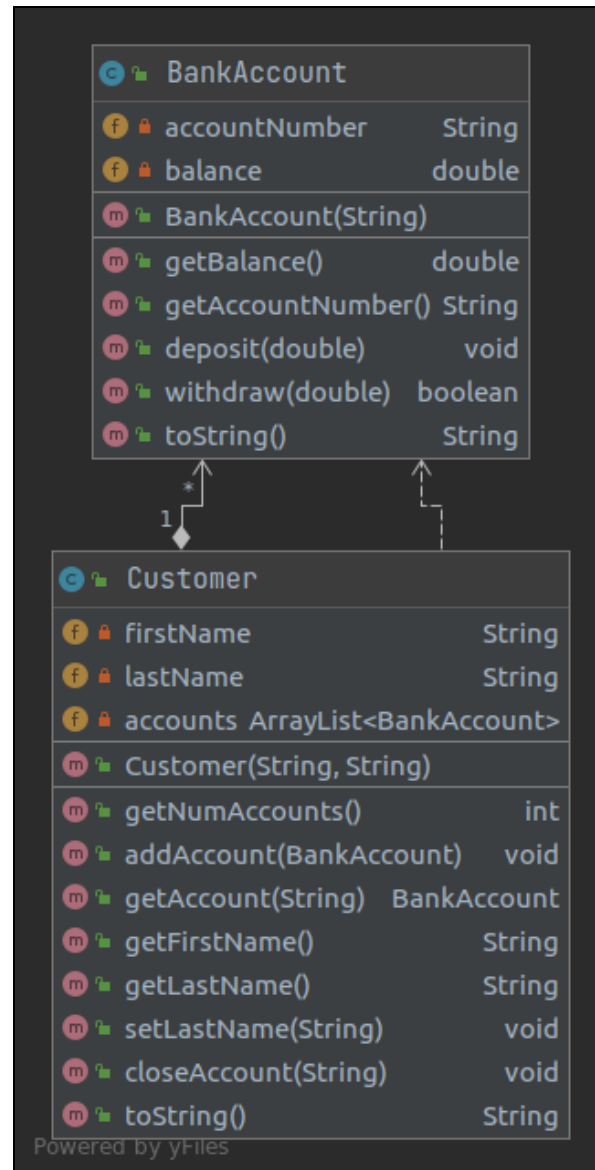 BankAccount
accountNumber String
balance double
BankAccount(String)
getBalance() double
getAccountNumber() String
deposit(double) void
withdraw(double) boolean
toString() String
*
1
Customer
firstName String
lastName String
accounts ArrayList<BankAccount>
Customer(String, String)
getNumAccounts() int
addAccount(BankAccount) void
getAccount(String) BankAccount
getFirstName() String
getLastName() String
setLastName(String) void
closeAccount(String) void
toString() String
Powered by yFiles